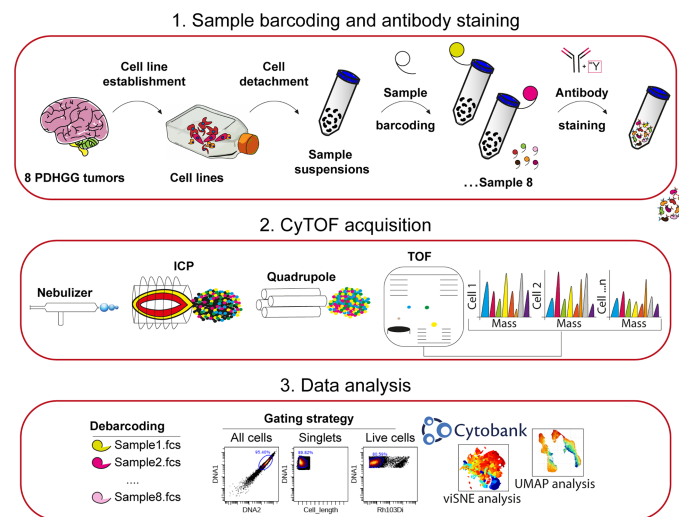 1. Sample barcoding and antibody staining
Cell line
establishment
Cell
detachment
Sample
barcoding
Antibody
staining
+
Y
8 PDHGG tumors
Cell lines
Sample
suspensions
...Sample 8
2. CyTOF acquisition
Nebulizer
ICP
Quadrupole
TOF
Cell 1
Mass
Cell 2
Mass
Cell ...n
Mass
3. Data analysis
Debarcoding
Sample1.fcs
Sample2.fcs
....
Sample8.fcs
Gating strategy
All cells
Singlets
Live cells
DNA1
DNA2
DNA1
Cell_length
DNA1
Rh103Di
Cytobank
viSNE analysis
UMAP analysis